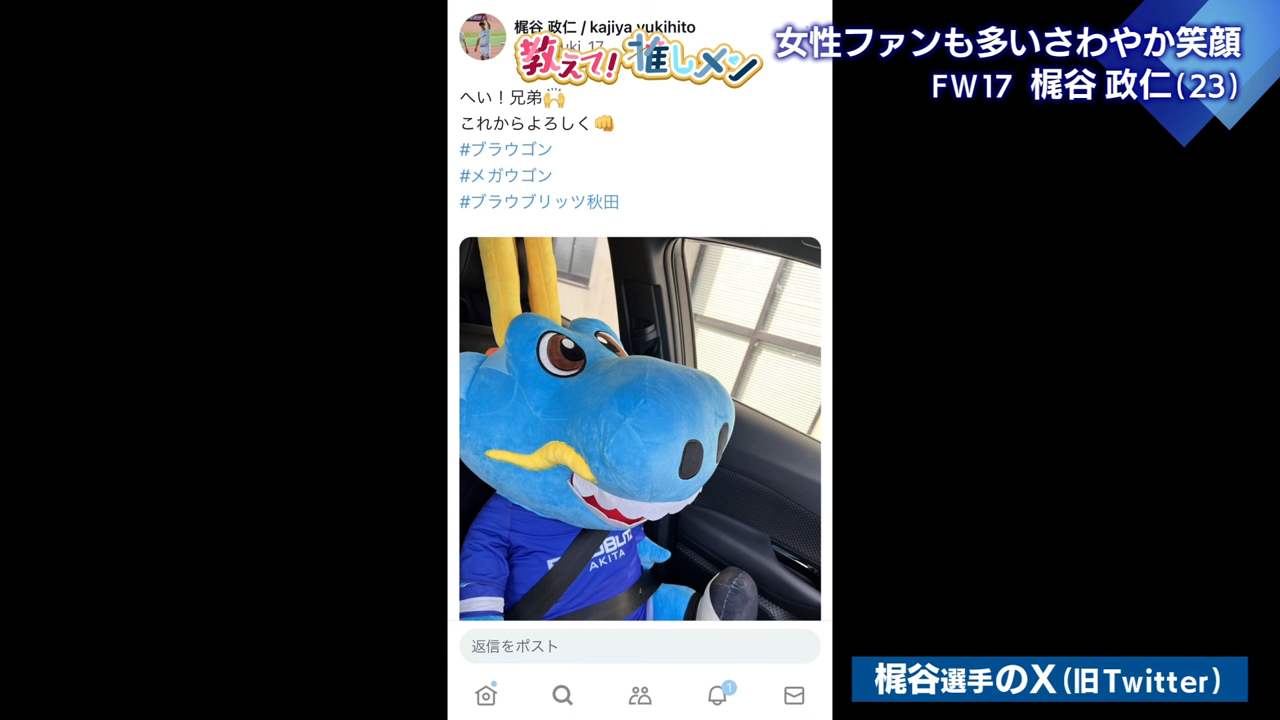 梶谷 政仁 / kajiya yukihito
教えて！推しメン
女性ファンも多いさわやか笑顔
FW17 梶谷 政仁(23)
へい！兄弟🙌
これからよろしく👊
#ブラウゴン
#メガウゴン
#ブラウブリッツ秋田
AKITA
返信をポスト
1
梶谷選手のX(旧Twitter)